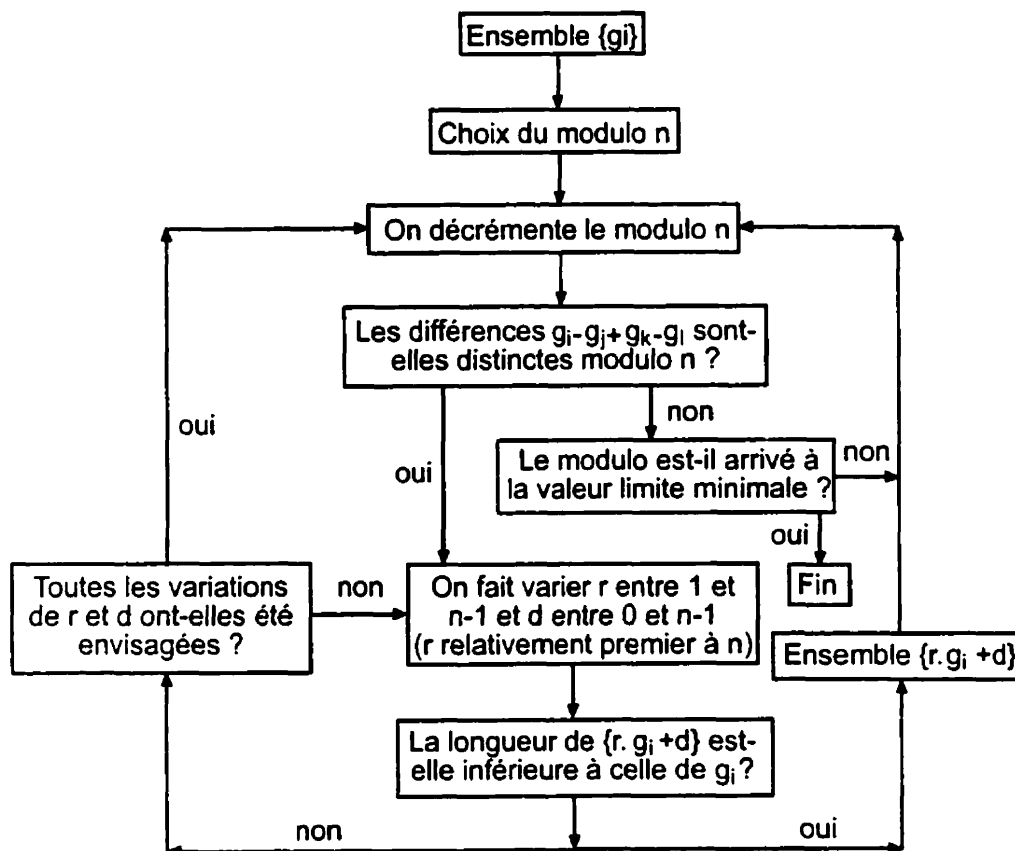 Ensemble {gi}
Choix du modulo n
On décrémente le modulo n
Les différences gi-gj+gk-gl sont-
elles distinctes modulo n ?
oui
non
oui
Le modulo est-il arrivé à
la valeur limite minimale ?
non
oui
Fin
Toutes les variations
de r et d ont-elles été
envisagées ?
non
On fait varier r entre 1 et
n-1 et d entre 0 et n-1
(r relativement premier à n)
Ensemble {r. gi +d}
La longueur de {r. gi +d} est-
elle inférieure à celle de gi ?
non
oui